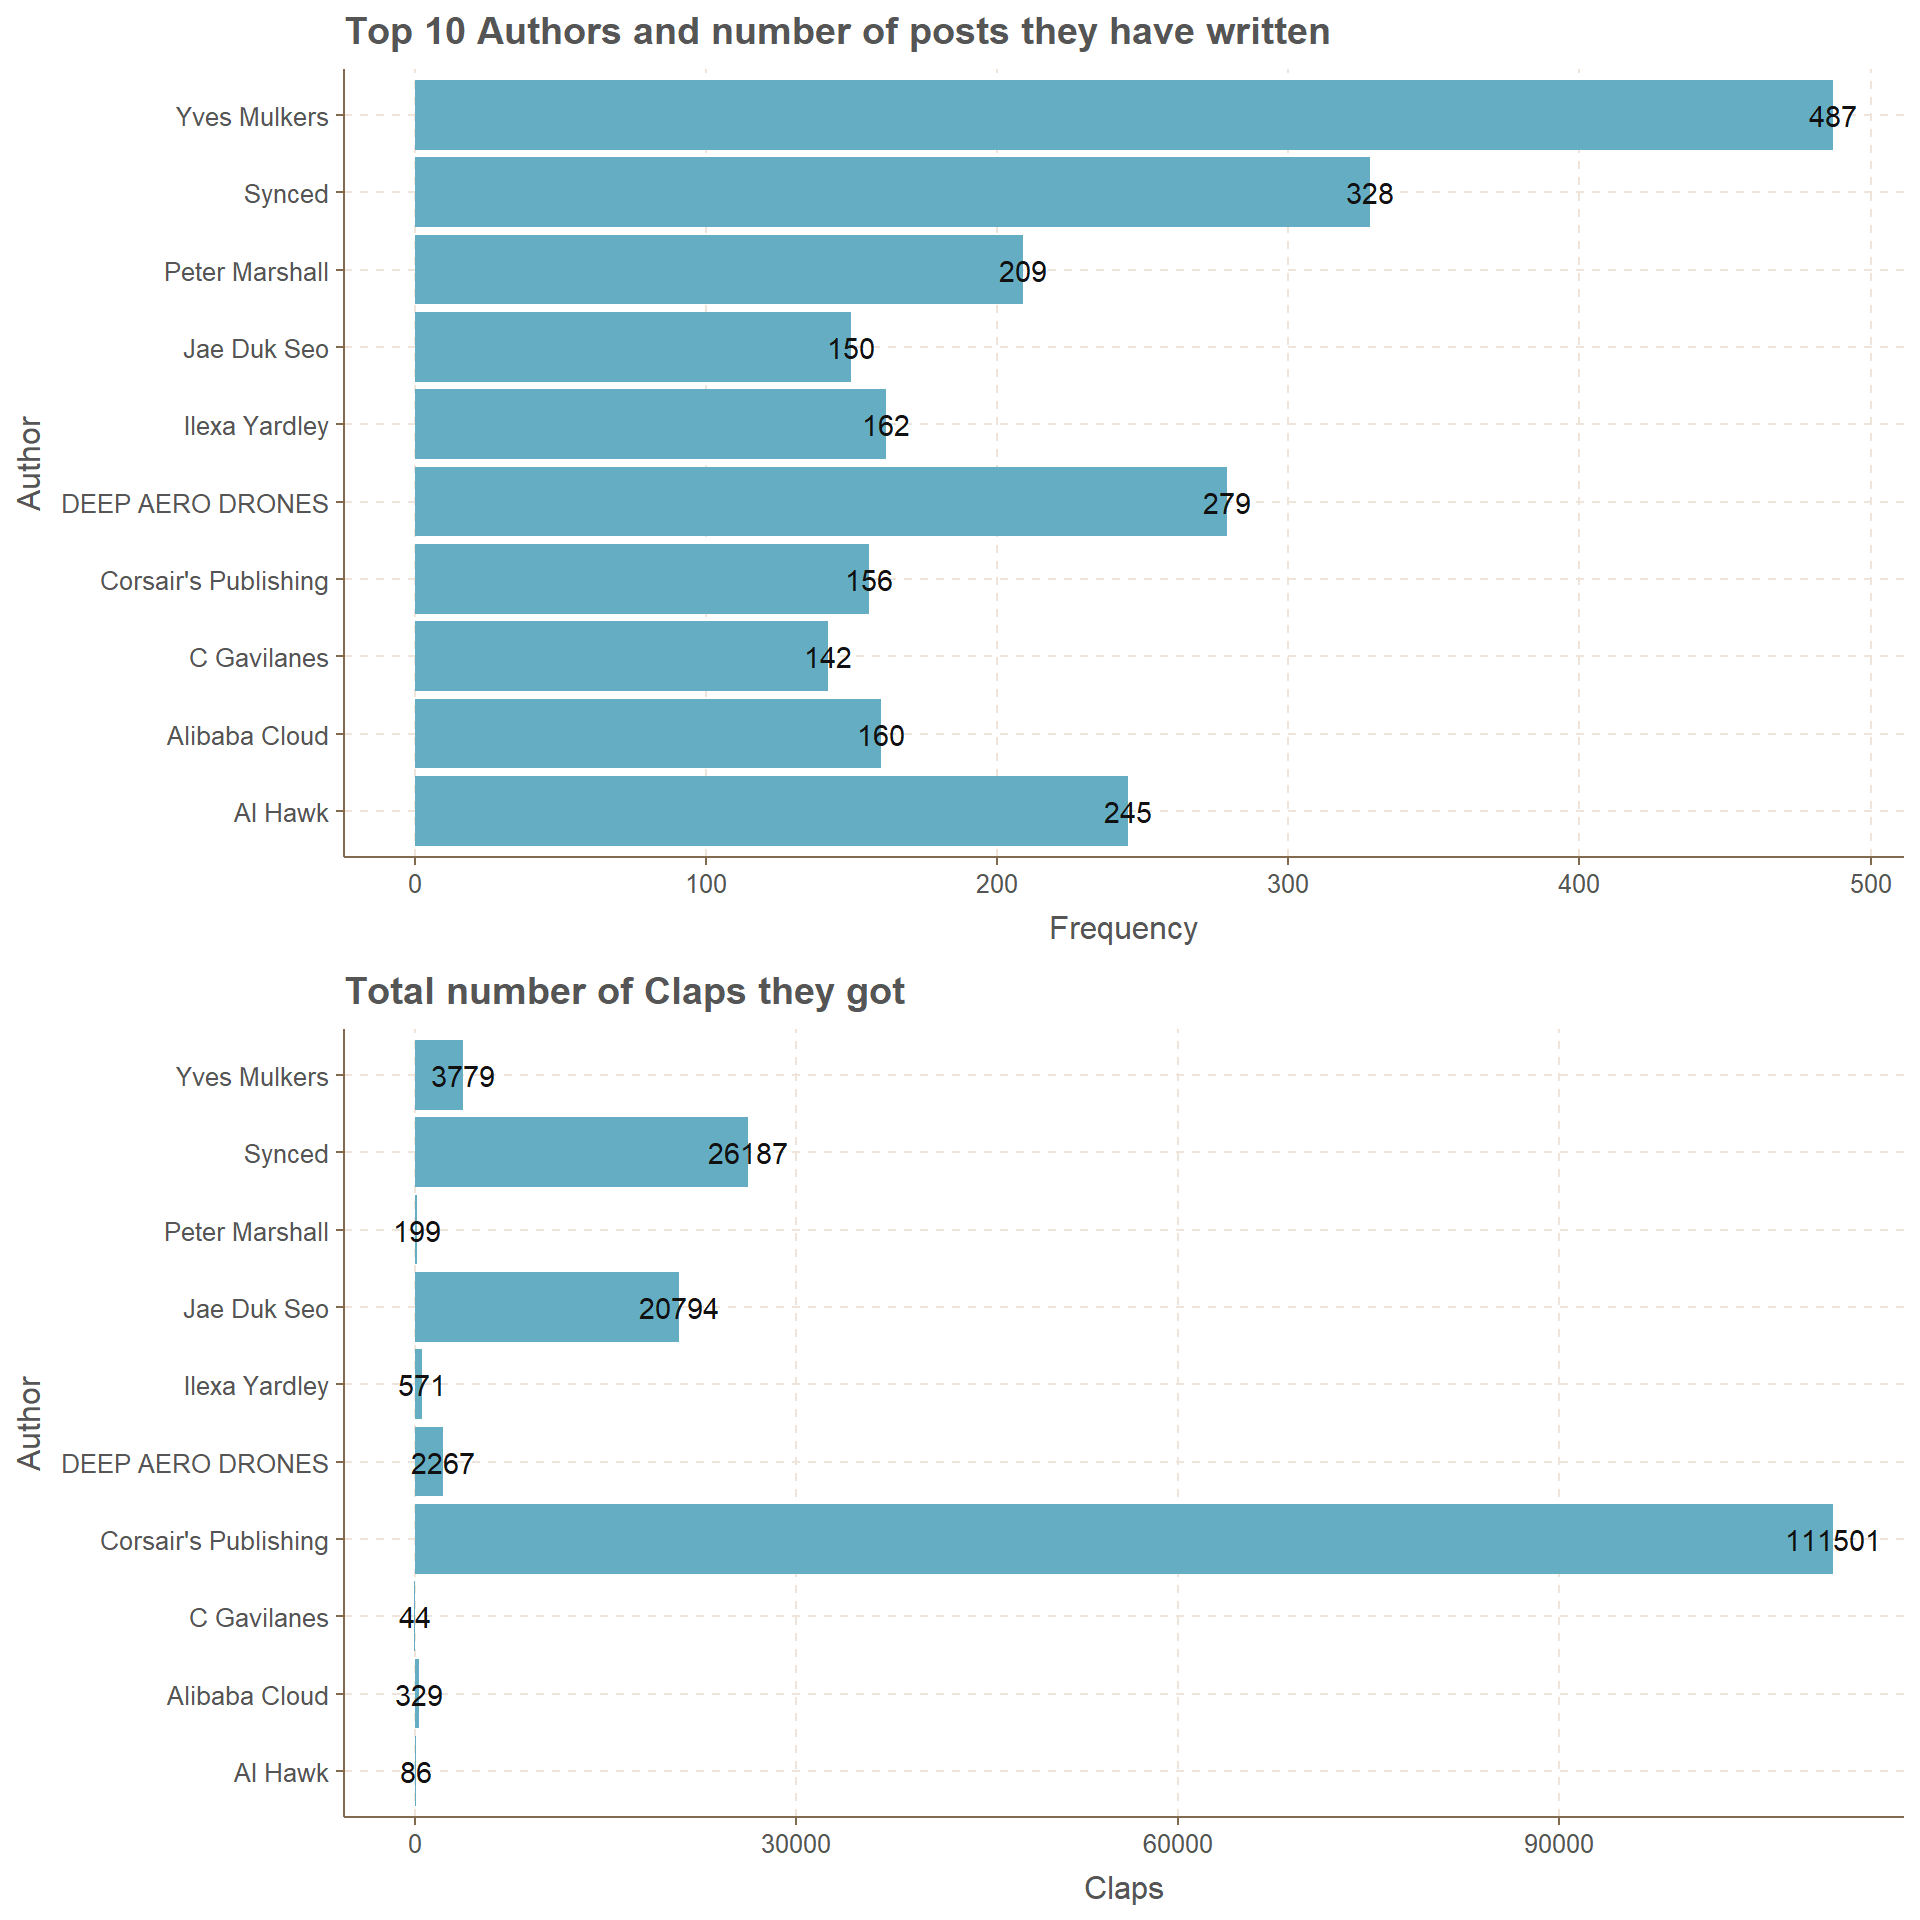 Top 10 Authors and number of posts they have written
Author
Yves Mulkers 487
Synced 328
Peter Marshall 209
Jae Duk Seo 150
Ilexa Yardley 162
DEEP AERO DRONES 279
Corsair's Publishing 156
C Gavilanes 142
Alibaba Cloud 160
AI Hawk 245
0 100 200 300 400 500
Frequency
Total number of Claps they got
Author
Yves Mulkers 3779
Synced 26187
Peter Marshall 199
Jae Duk Seo 20794
Ilexa Yardley 571
DEEP AERO DRONES 2267
Corsair's Publishing 111501
C Gavilanes 44
Alibaba Cloud 329
AI Hawk 86
0 30000 60000 90000
Claps